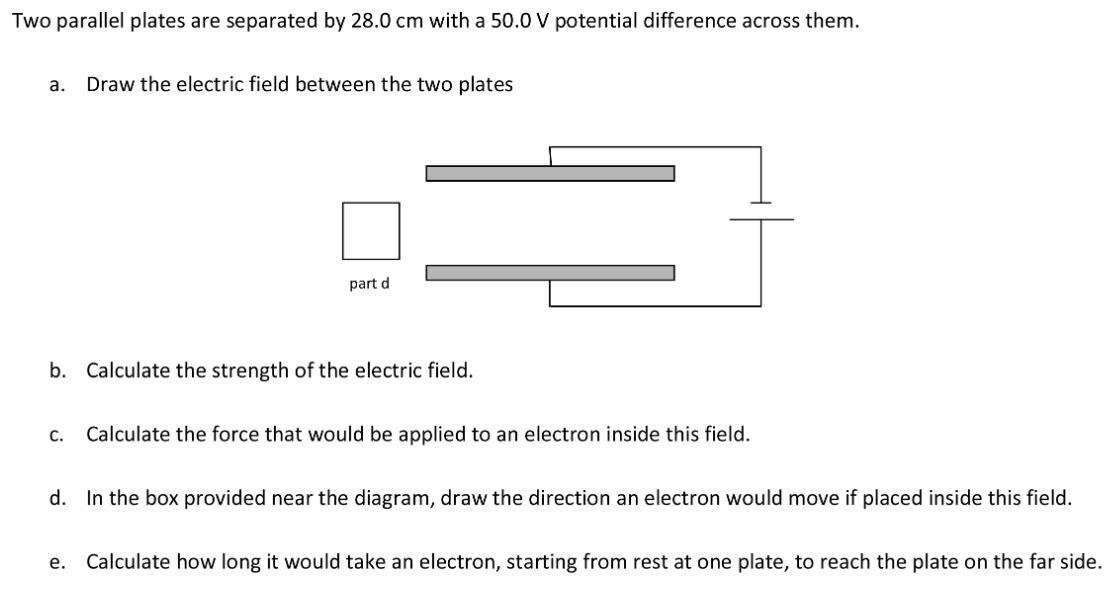 Two parallel plates are separated by 28.0 cm with a 50.0 V potential difference across them.
a. Draw the electric field between the two plates
part d
b. Calculate the strength of the electric field.
c. Calculate the force that would be applied to an electron inside this field.
d. In the box provided near the diagram, draw the direction an electron would move if placed inside this field.
e. Calculate how long it would take an electron, starting from rest at one plate, to reach the plate on the far side.